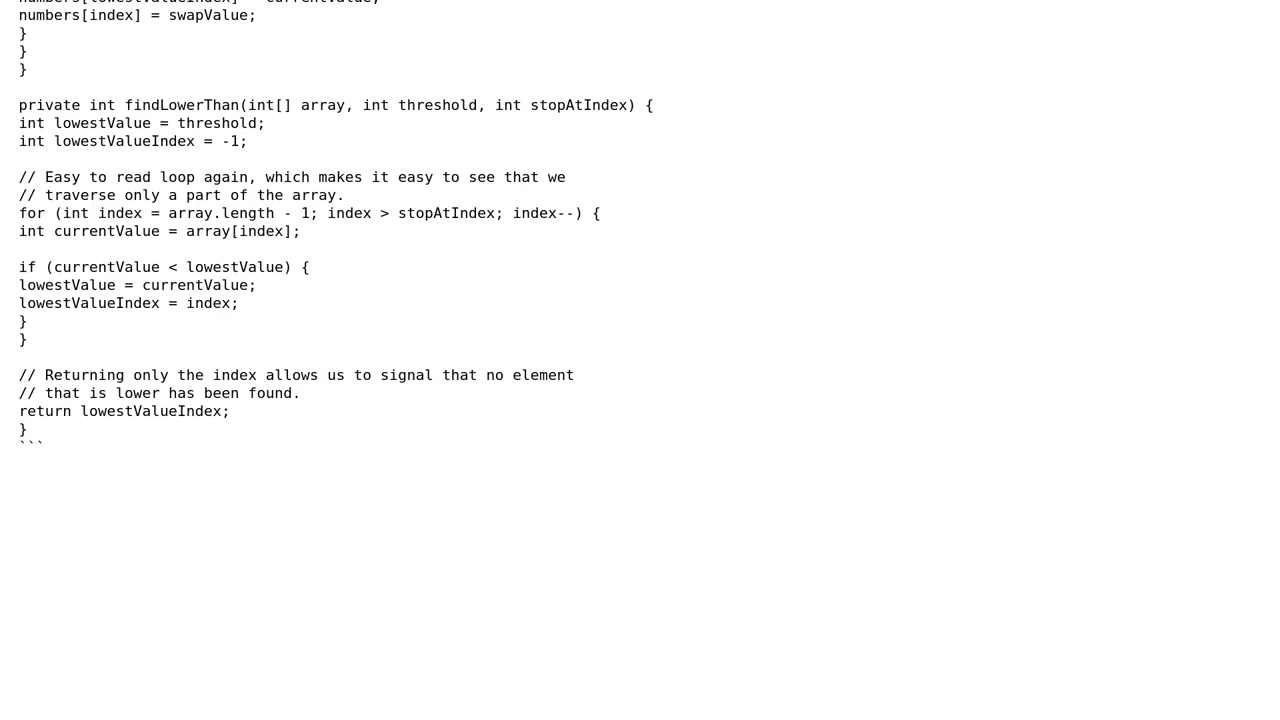 numbers[lowestValueIndex] = currentValue;
numbers[index] = swapValue;
}
}
}
private int findLowerThan(int[] array, int threshold, int stopAtIndex) {
int lowestValue = threshold;
int lowestValueIndex = -1;
// Easy to read loop again, which makes it easy to see that we
// traverse only a part of the array.
for (int index = array.length - 1; index > stopAtIndex; index--) {
int currentValue = array[index];
if (currentValue < lowestValue) {
lowestValue = currentValue;
lowestValueIndex = index;
}
}
// Returning only the index allows us to signal that no element
// that is lower has been found.
return lowestValueIndex;
}
```